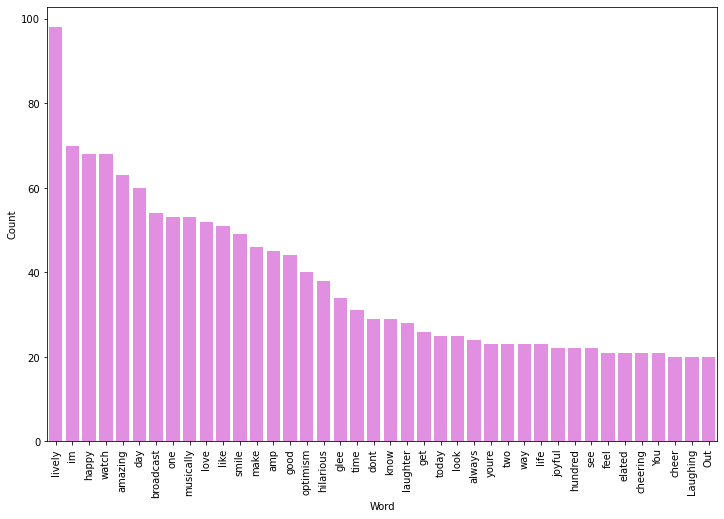 100
80
60
40
20
0
Count
lively
im
happy
watch
amazing
day
broadcast
one
musically
love
like
smile
make
amp
good
optimism
hilarious
glee
time
dont
know
laughter
get
today
look
always
youre
two
way
life
joyful
hundred
see
feel
elated
cheering
You
cheer
Laughing
Out
Word